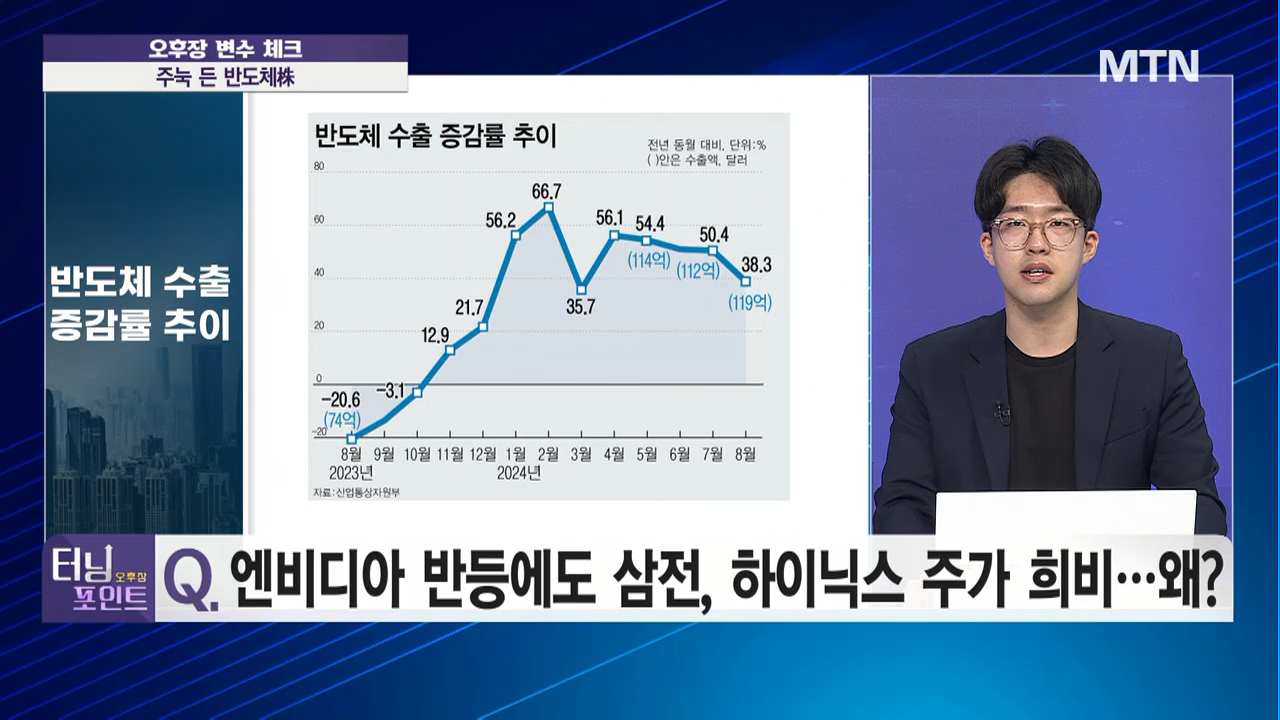 오후장 변수 체크
주눅 든 반도체株
MTN
반도체 수출
증감률 추이
반도체 수출 증감률 추이
전년 동월 대비, 단위:%
( )안은 수출액, 달러
80
60
40
20
0
-20
-20.6
(74억)
-3.1
12.9
21.7
56.2
66.7
35.7
56.1
54.4
(114억)
(112억)
50.4
38.3
(119억)
8월 9월 10월 11월 12월 1월 2월 3월 4월 5월 6월 7월 8월
2023년 2024년
자료:산업통상자원부
터닝 오후장
포인트
Q. 엔비디아 반등에도 삼전, 하이닉스 주가 희비…왜?